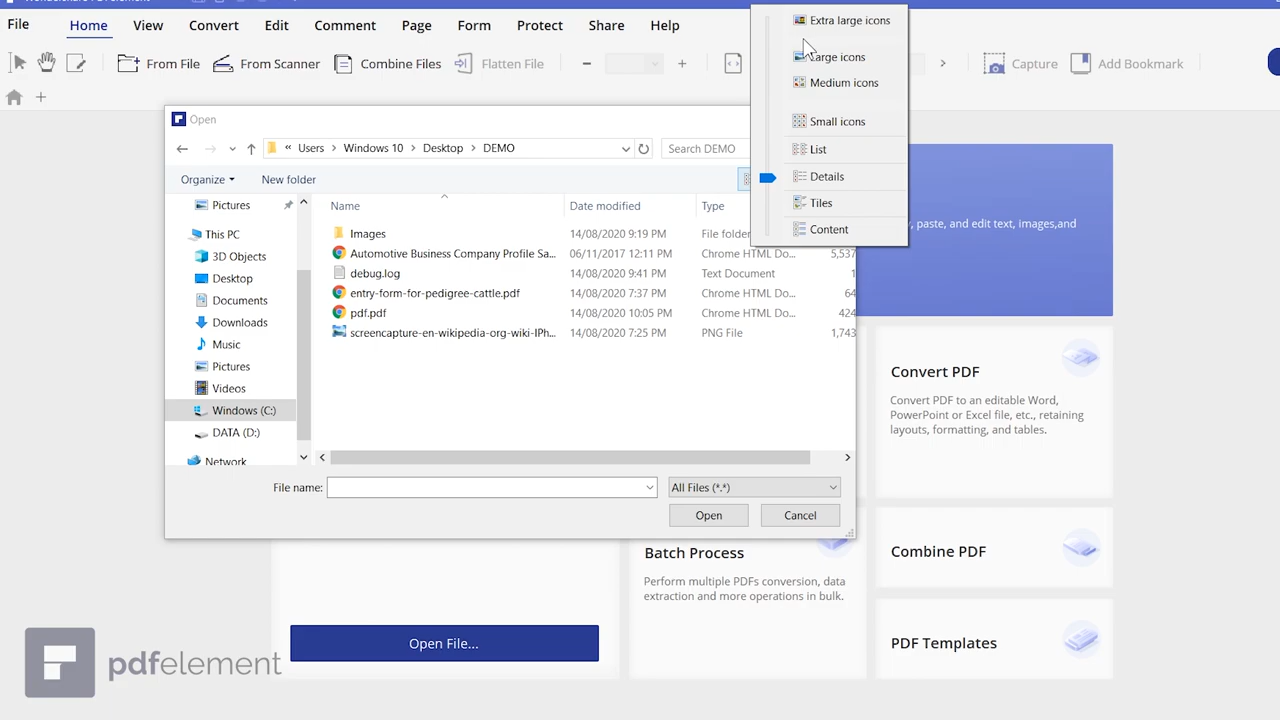 File
Home
View
Convert
Edit
Comment
Page
Form
Protect
Share
Help
From File
From Scanner
Combine Files
Flatten File
Capture
Add Bookmark
Extra large icons
Large icons
Medium icons
Small icons
List
Details
Tiles
Content
Open
« Users > Windows 10 > Desktop > DEMO
Search DEMO
Organize
New folder
Name
Date modified
Type
Pictures
This PC
3D Objects
Desktop
Documents
Downloads
Music
Pictures
Videos
Windows (C:)
DATA (D:)
Network
Images 14/08/2020 9:19 PM File folder
Automotive Business Company Profile Sa... 06/11/2017 12:11 PM Chrome HTML Do... 5,537
debug.log 14/08/2020 9:41 PM Text Document 1
entry-form-for-pedigree-cattle.pdf 14/08/2020 7:37 PM Chrome HTML Do... 64
pdf.pdf 14/08/2020 10:05 PM Chrome HTML Do... 424
screencapture-en-wikipedia-org-wiki-IPh... 14/08/2020 7:25 PM PNG File 1,743
File name:
All Files (*.*)
Open
Cancel
, paste, and edit text, images,and
Convert PDF
Convert PDF to an editable Word,
PowerPoint or Excel file, etc., retaining
layouts, formatting, and tables.
Batch Process
Perform multiple PDFs conversion, data
extraction and more operations in bulk.
Combine PDF
PDF Templates
Open File...
pdfelement